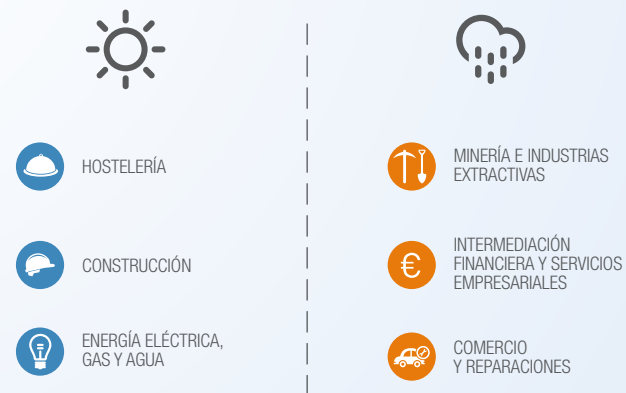 HOSTELERÍA
CONSTRUCCIÓN
ENERGÍA ELÉCTRICA,
GAS Y AGUA
MINERÍA E INDUSTRIAS
EXTRACTIVAS
€
INTERMEDIACIÓN
FINANCIERA Y SERVICIOS
EMPRESARIALES
COMERCIO
Y REPARACIONES